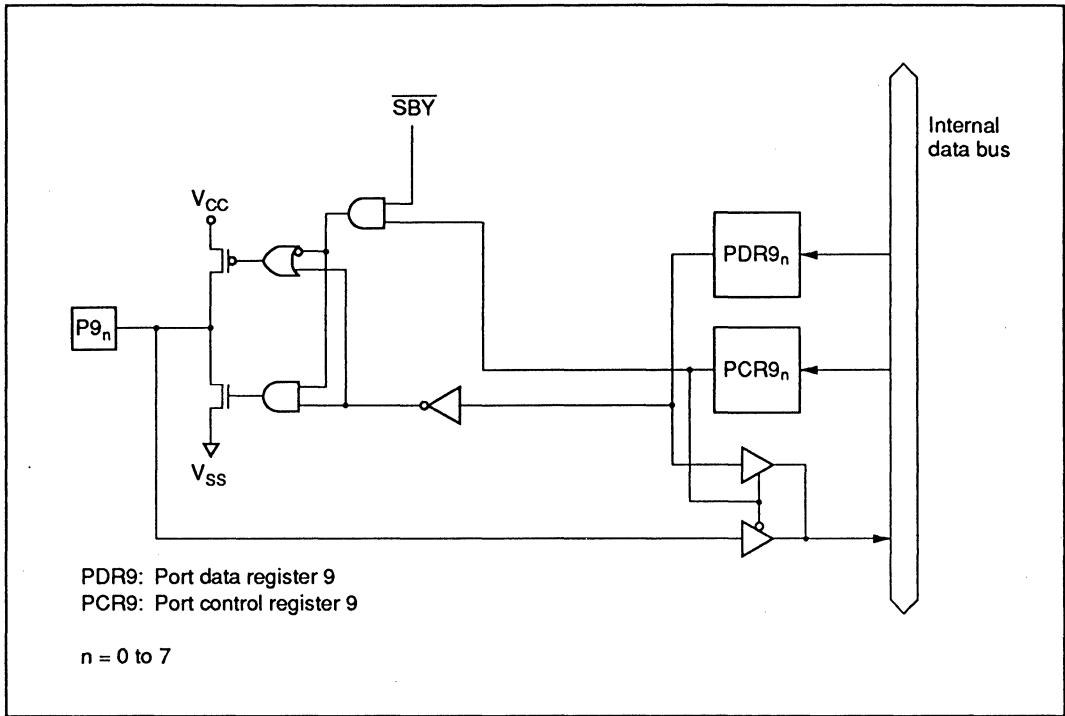 S̅B̅Y̅
Internal
data bus
VCC
PDR9n
P9n
PCR9n
VSS
PDR9: Port data register 9
PCR9: Port control register 9
n = 0 to 7